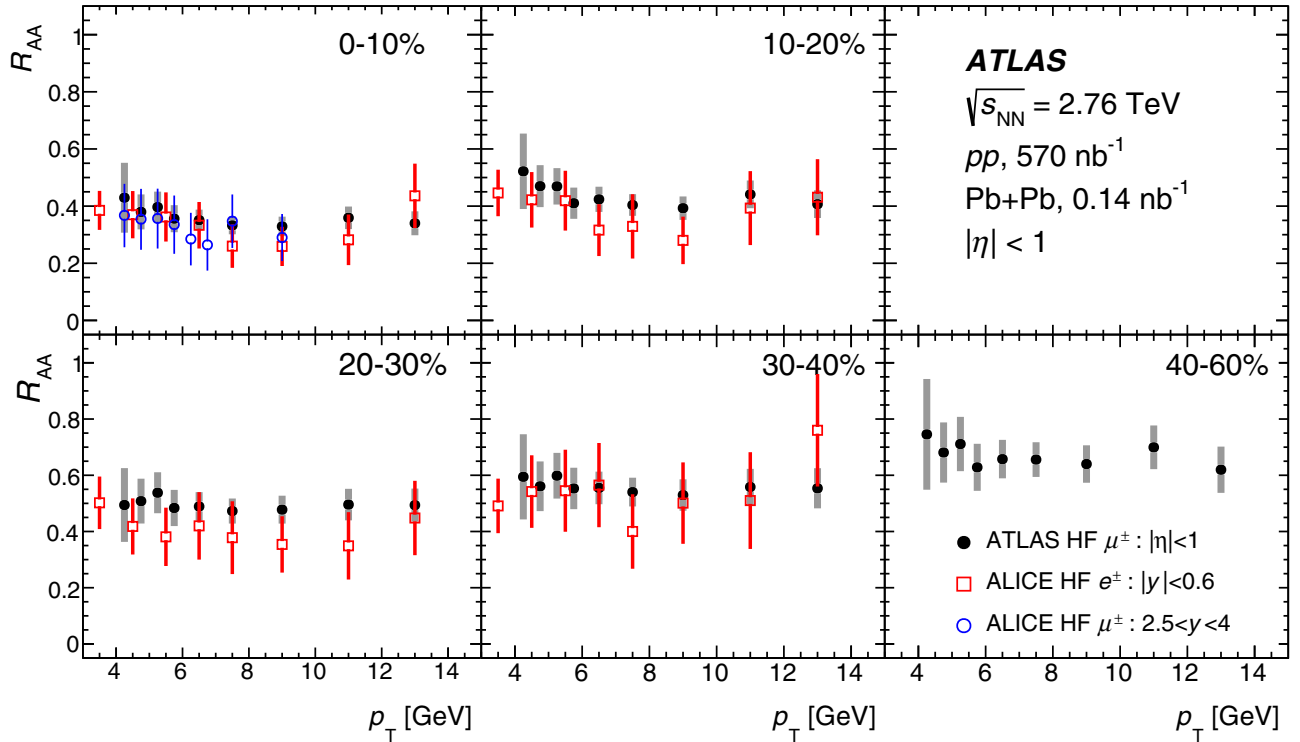 R_AA
1
0.8
0.6
0.4
0.2
0
0-10%
10-20%
ATLAS
√s_NN = 2.76 TeV
pp, 570 nb⁻¹
Pb+Pb, 0.14 nb⁻¹
|η| < 1
R_AA
1
0.8
0.6
0.4
0.2
0
20-30%
30-40%
40-60%
ATLAS HF μ± : |η|<1
ALICE HF e± : |y|<0.6
ALICE HF μ± : 2.5<y<4
4 6 8 10 12 14
4 6 8 10 12 14
4 6 8 10 12 14
p_T [GeV]
p_T [GeV]
p_T [GeV]